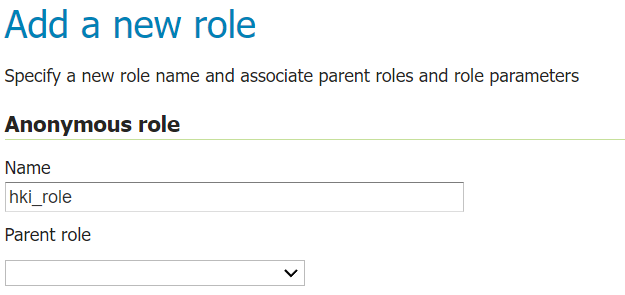 Add a new role
Specify a new role name and associate parent roles and role parameters
Anonymous role
Name
hki_role
Parent role